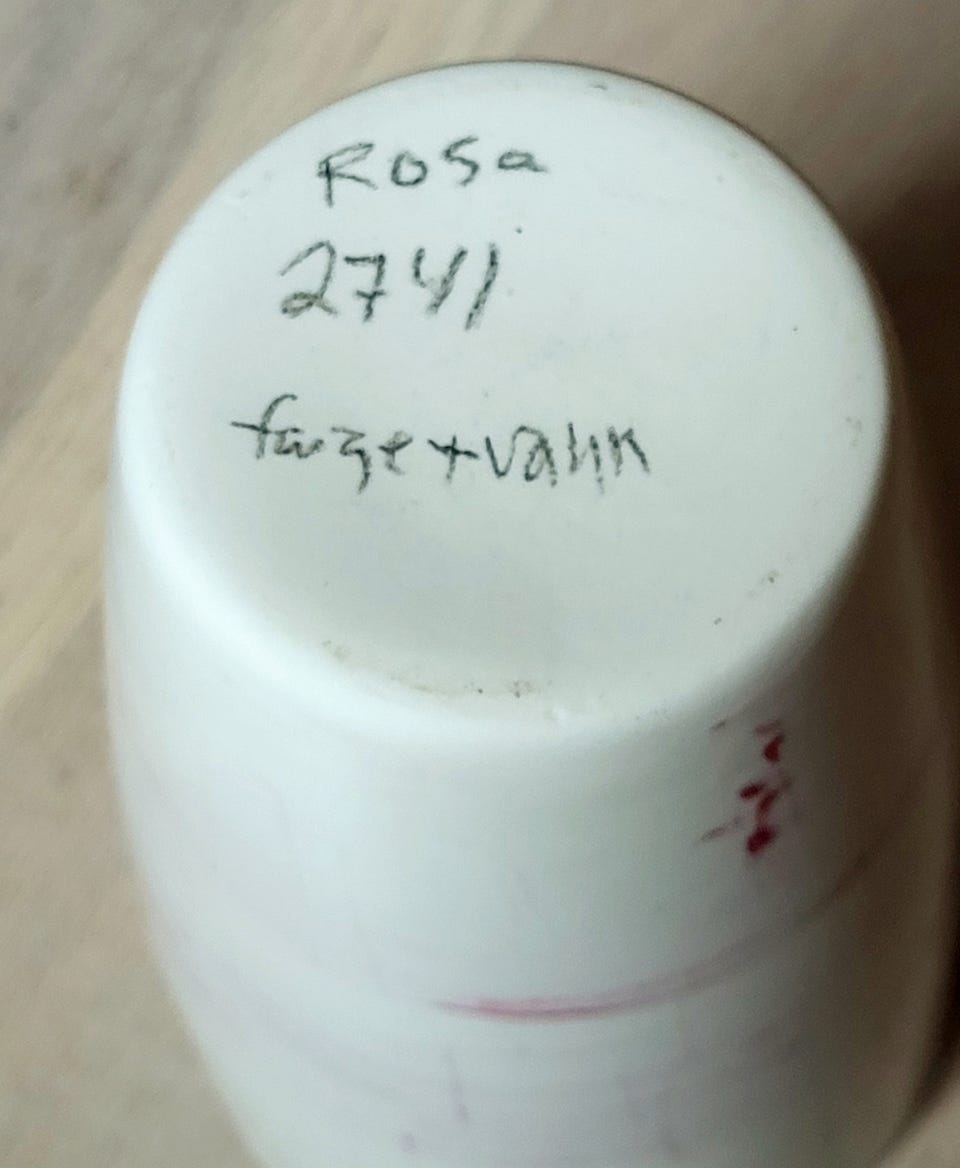 Rosa
2741
farge + vann